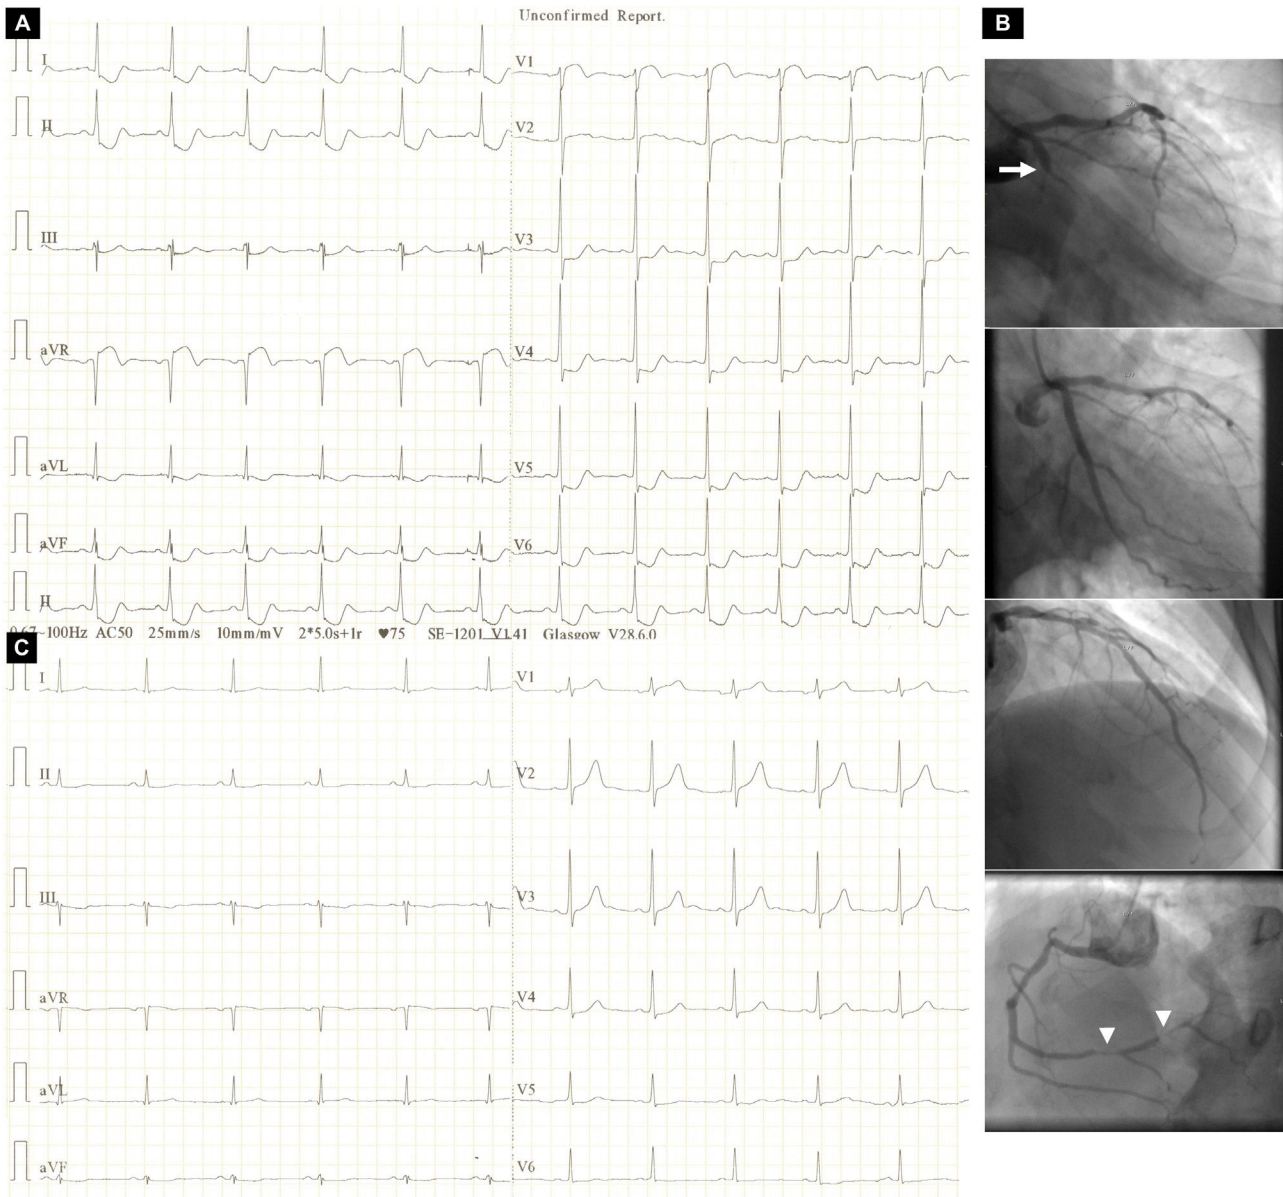 A
Unconfirmed Report.
B
I
V1
II
V2
III
V3
aVR
V4
aVL
V5
aVF
V6
II
0.67~100Hz AC50 25mm/s 10mm/mV 2*5.0s+1r ♥75 SE-1201 V1.41 Glasgow V28.6.0
C
I
V1
II
V2
III
V3
aVR
V4
aVL
V5
aVF
V6